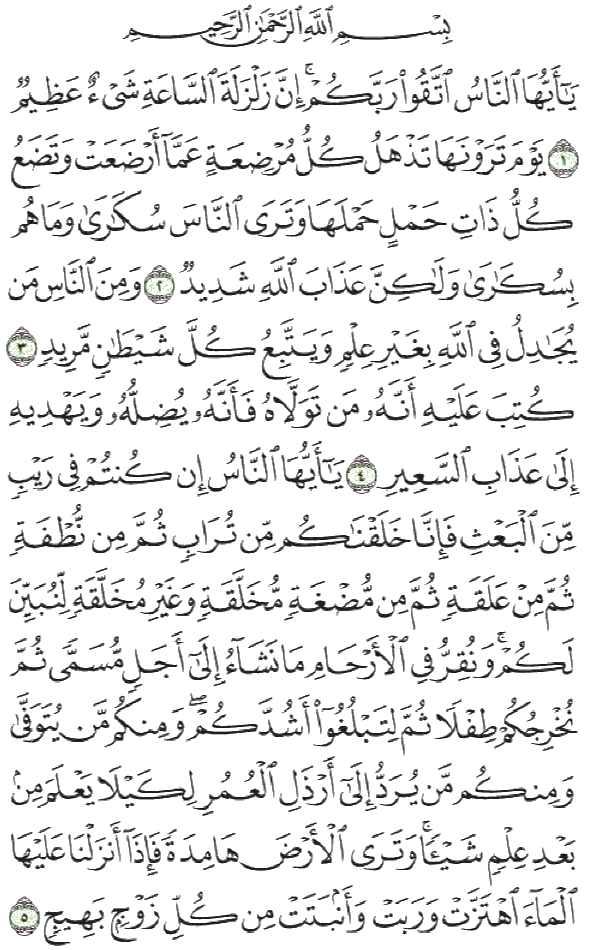 بِسْمِ ٱللَّهِ ٱلرَّحْمَٰنِ ٱلرَّحِيمِ
يَٰٓأَيُّهَا ٱلنَّاسُ ٱتَّقُوا۟ رَبَّكُمْ ۚ إِنَّ زَلْزَلَةَ ٱلسَّاعَةِ شَىْءٌ عَظِيمٌ
١ يَوْمَ تَرَوْنَهَا تَذْهَلُ كُلُّ مُرْضِعَةٍ عَمَّآ أَرْضَعَتْ وَتَضَعُ
كُلُّ ذَاتِ حَمْلٍ حَمْلَهَا وَتَرَى ٱلنَّاسَ سُكَٰرَىٰ وَمَا هُم
بِسُكَٰرَىٰ وَلَٰكِنَّ عَذَابَ ٱللَّهِ شَدِيدٌ ٢ وَمِنَ ٱلنَّاسِ مَن
يُجَٰدِلُ فِى ٱللَّهِ بِغَيْرِ عِلْمٍ وَيَتَّبِعُ كُلَّ شَيْطَٰنٍ مَّرِيدٍ ٣
كُتِبَ عَلَيْهِ أَنَّهُۥ مَن تَوَلَّاهُ فَأَنَّهُۥ يُضِلُّهُۥ وَيَهْدِيهِ
إِلَىٰ عَذَابِ ٱلسَّعِيرِ ٤ يَٰٓأَيُّهَا ٱلنَّاسُ إِن كُنتُمْ فِى رَيْبٍ
مِّنَ ٱلْبَعْثِ فَإِنَّا خَلَقْنَٰكُم مِّن تُرَابٍ ثُمَّ مِن نُّطْفَةٍ
ثُمَّ مِنْ عَلَقَةٍ ثُمَّ مِن مُّضْغَةٍ مُّخَلَّقَةٍ وَغَيْرِ مُخَلَّقَةٍ لِّنُبَيِّنَ
لَكُمْ ۚ وَنُقِرُّ فِى ٱلْأَرْحَامِ مَا نَشَآءُ إِلَىٰٓ أَجَلٍ مُّسَمًّى ثُمَّ
نُخْرِجُكُمْ طِفْلًا ثُمَّ لِتَبْلُغُوٓا۟ أَشُدَّكُمْ ۖ وَمِنكُم مَّن يُتَوَفَّىٰ
وَمِنكُم مَّن يُرَدُّ إِلَىٰٓ أَرْذَلِ ٱلْعُمُرِ لِكَيْلَا يَعْلَمَ مِنۢ
بَعْدِ عِلْمٍ شَيْـًٔا ۚ وَتَرَى ٱلْأَرْضَ هَامِدَةً فَإِذَآ أَنزَلْنَا عَلَيْهَا
ٱلْمَآءَ ٱهْتَزَّتْ وَرَبَتْ وَأَنۢبَتَتْ مِن كُلِّ زَوْجٍۭ بَهِيجٍ ٥